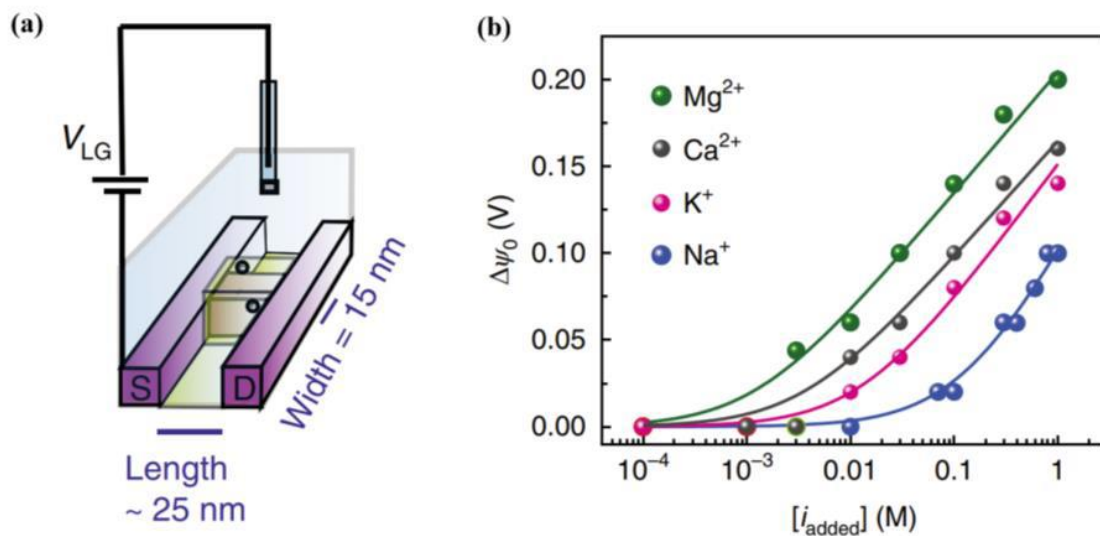 (a)
V_LG
S
D
Width = 15 nm
Length
~ 25 nm
(b)
Δψ₀ (V)
0.20
0.15
0.10
0.05
0.00
Mg²⁺
Ca²⁺
K⁺
Na⁺
10⁻⁴
10⁻³
0.01
0.1
1
[i_added] (M)